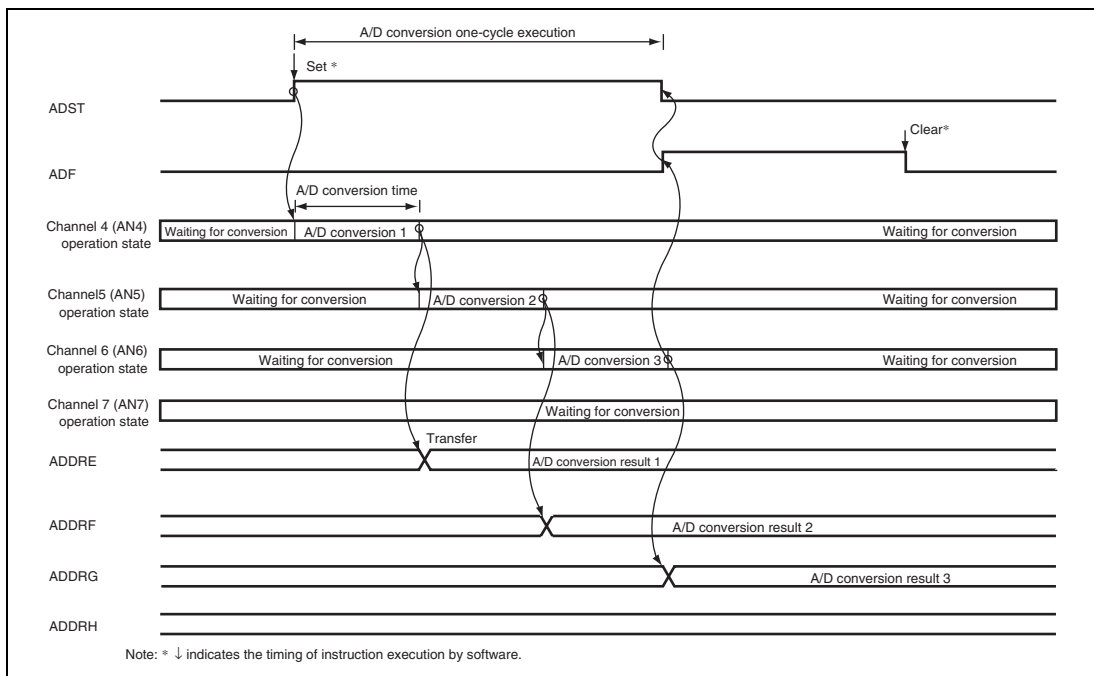 A/D conversion one-cycle execution
Set *
ADST
Clear*
ADF
A/D conversion time
Channel 4 (AN4)
operation state
Waiting for conversion
A/D conversion 1
Waiting for conversion
Channel5 (AN5)
operation state
Waiting for conversion
A/D conversion 2
Waiting for conversion
Channel 6 (AN6)
operation state
Waiting for conversion
A/D conversion 3
Waiting for conversion
Channel 7 (AN7)
operation state
Waiting for conversion
Transfer
ADDRE
A/D conversion result 1
ADDRF
A/D conversion result 2
ADDRG
A/D conversion result 3
ADDRH
Note: * ↓ indicates the timing of instruction execution by software.